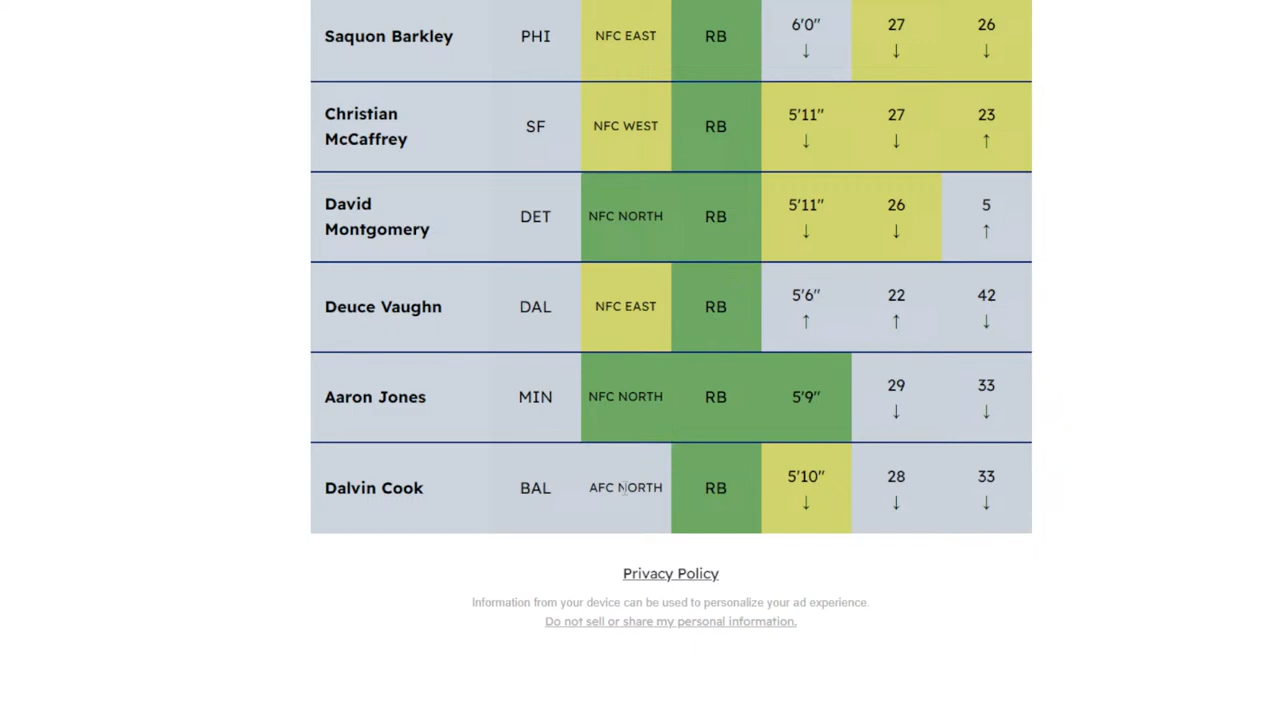 Saquon Barkley PHI NFC EAST RB 6'0" 27 26
↓ ↓ ↓
Christian McCaffrey SF NFC WEST RB 5'11" 27 23
↓ ↓ ↑
David Montgomery DET NFC NORTH RB 5'11" 26 5
↓ ↓ ↑
Deuce Vaughn DAL NFC EAST RB 5'6" 22 42
↑ ↑ ↓
Aaron Jones MIN NFC NORTH RB 5'9" 29 33
↓ ↓
Dalvin Cook BAL AFC NORTH RB 5'10" 28 33
↓ ↓ ↓
Privacy Policy
Information from your device can be used to personalize your ad experience.
Do not sell or share my personal information.